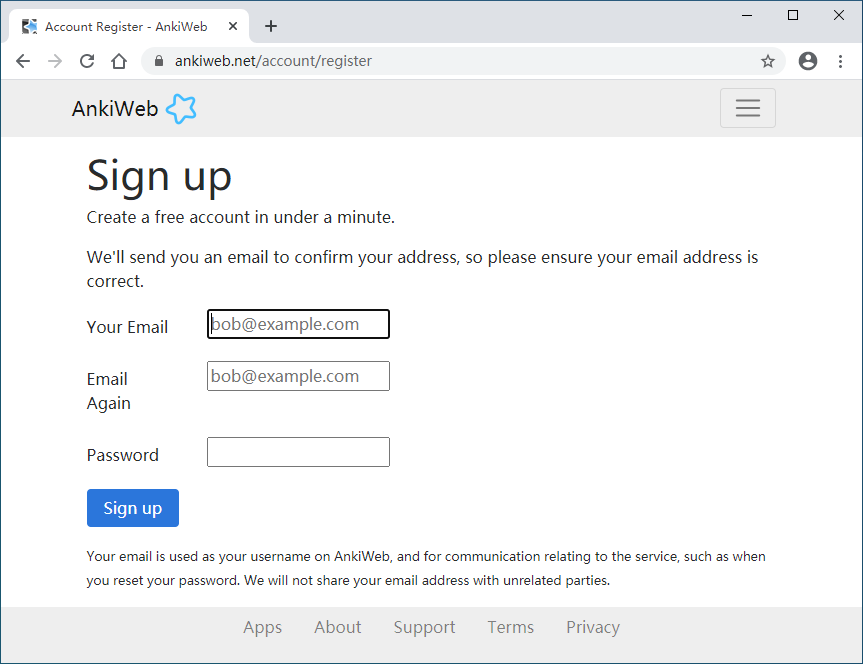 Account Register - AnkiWeb
ankiweb.net/account/register
AnkiWeb
Sign up
Create a free account in under a minute.
We'll send you an email to confirm your address, so please ensure your email address is
correct.
Your Email
bob@example.com
Email
Again
bob@example.com
Password
Sign up
Your email is used as your username on AnkiWeb, and for communication relating to the service, such as when
you reset your password. We will not share your email address with unrelated parties.
Apps About Support Terms Privacy